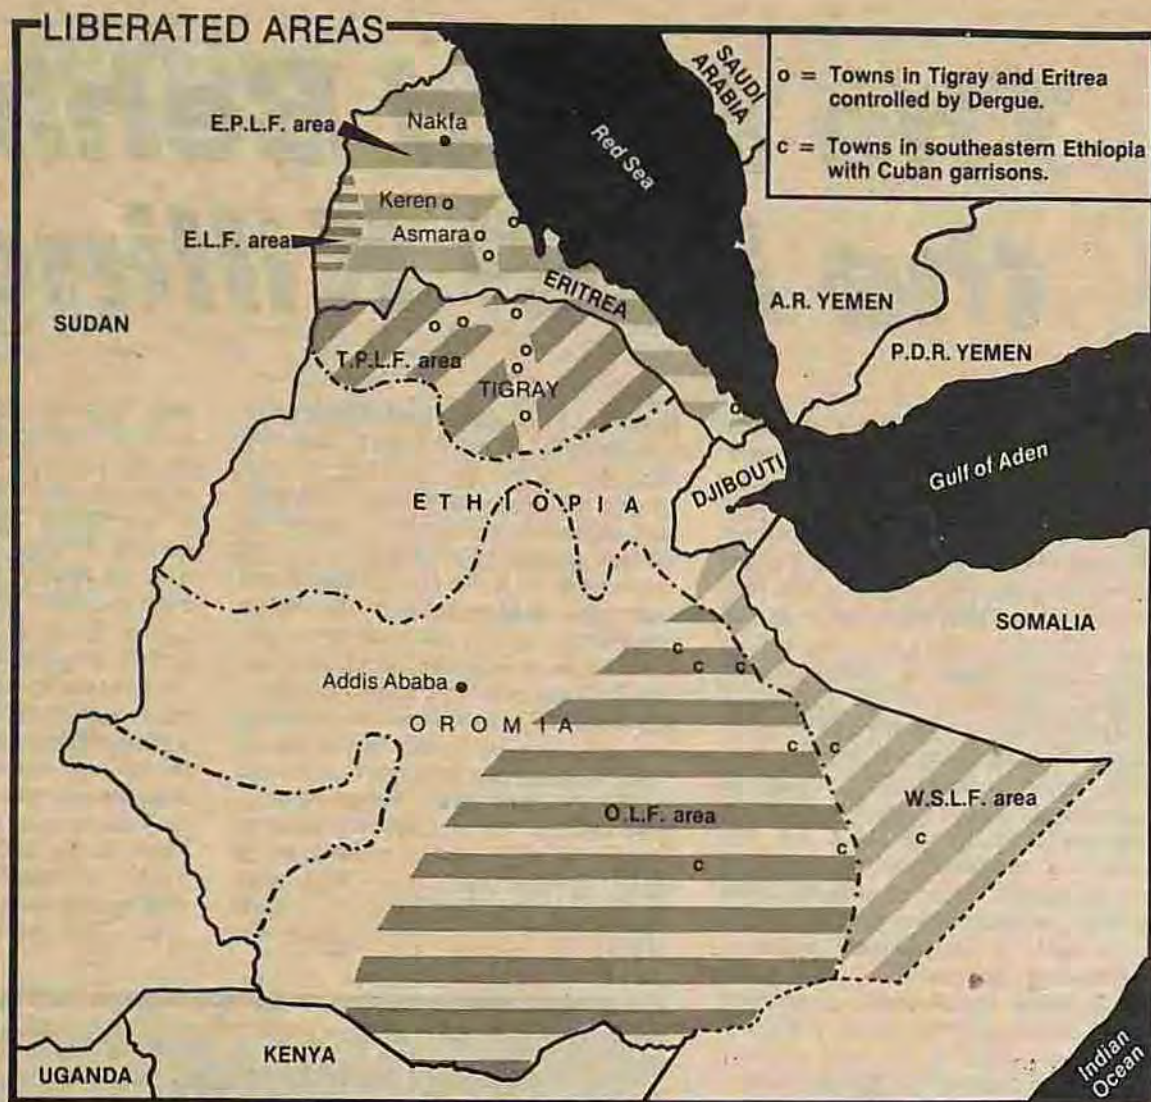 LIBERATED AREAS
o = Towns in Tigray and Eritrea
controlled by Dergue.
c = Towns in southeastern Ethiopia
with Cuban garrisons.
SAUDI
ARABIA
E.P.L.F. area
Nakfa
Red Sea
Keren o
E.L.F. area
Asmara o
o
o
ERITREA
A.R. YEMEN
SUDAN
o
o
o
P.D.R. YEMEN
T.P.L.F. area
o
o
TIGRAY
o
o
Gulf of Aden
DJIBOUTI
ETHIOPIA
SOMALIA
c
c
c
Addis Ababa
OROMIA
c
c
W.S.L.F. area
O.L.F. area
c
c
c
KENYA
UGANDA
Indian
Ocean